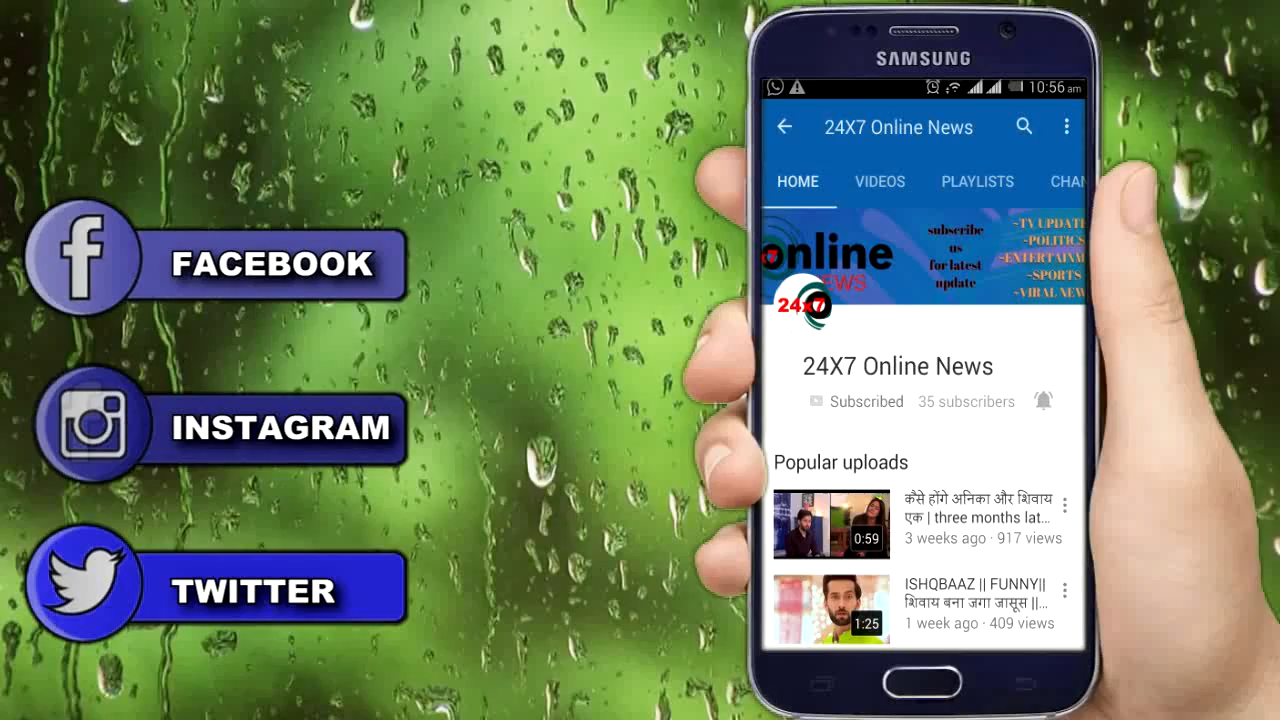 FACEBOOK
INSTAGRAM
TWITTER
SAMSUNG
10:56 am
24X7 Online News
HOME VIDEOS PLAYLISTS CHAN
online
NEWS
subscribe
us
for latest
update
~TV UPDATE
~POLITICS
~ENTERTAINM
~SPORTS
~VIRAL NEW
24x7
24X7 Online News
Subscribed 35 subscribers
Popular uploads
कैसे होंगे अनिका और शिवाय
एक | three months lat...
3 weeks ago · 917 views
0:59
ISHQBAAZ || FUNNY||
शिवाय बना जगा जासूस ||...
1 week ago · 409 views
1:25